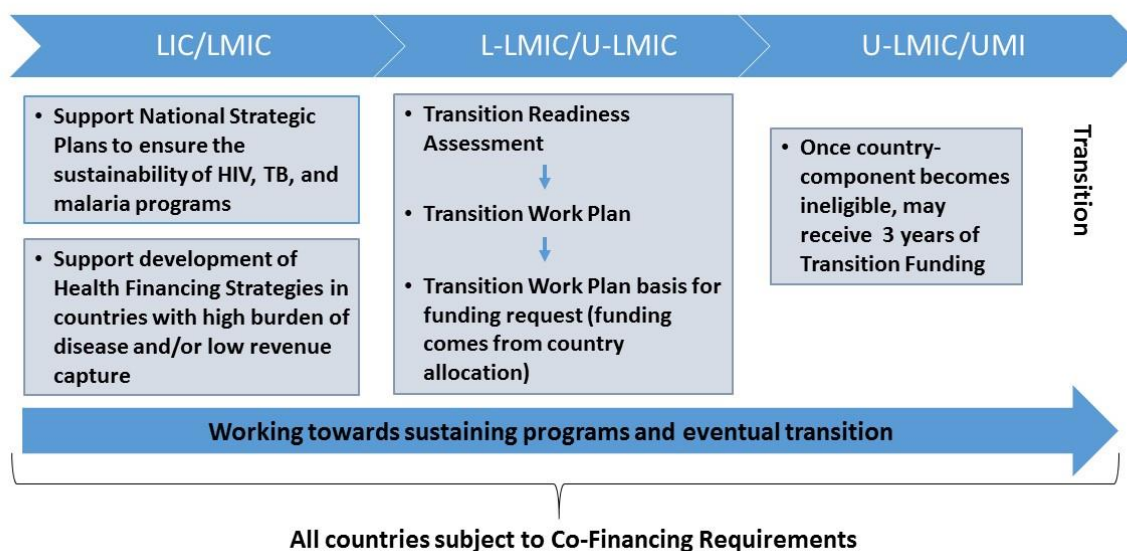 LIC/LMIC
L-LMIC/U-LMIC
U-LMIC/UMI
• Support National Strategic
Plans to ensure the
sustainability of HIV, TB, and
malaria programs
• Support development of
Health Financing Strategies in
countries with high burden of
disease and/or low revenue
capture
• Transition Readiness
Assessment
• Transition Work Plan
• Transition Work Plan basis for
funding request (funding
comes from country
allocation)
• Once country-
component becomes
ineligible, may
receive 3 years of
Transition Funding
Transition
Working towards sustaining programs and eventual transition
All countries subject to Co-Financing Requirements